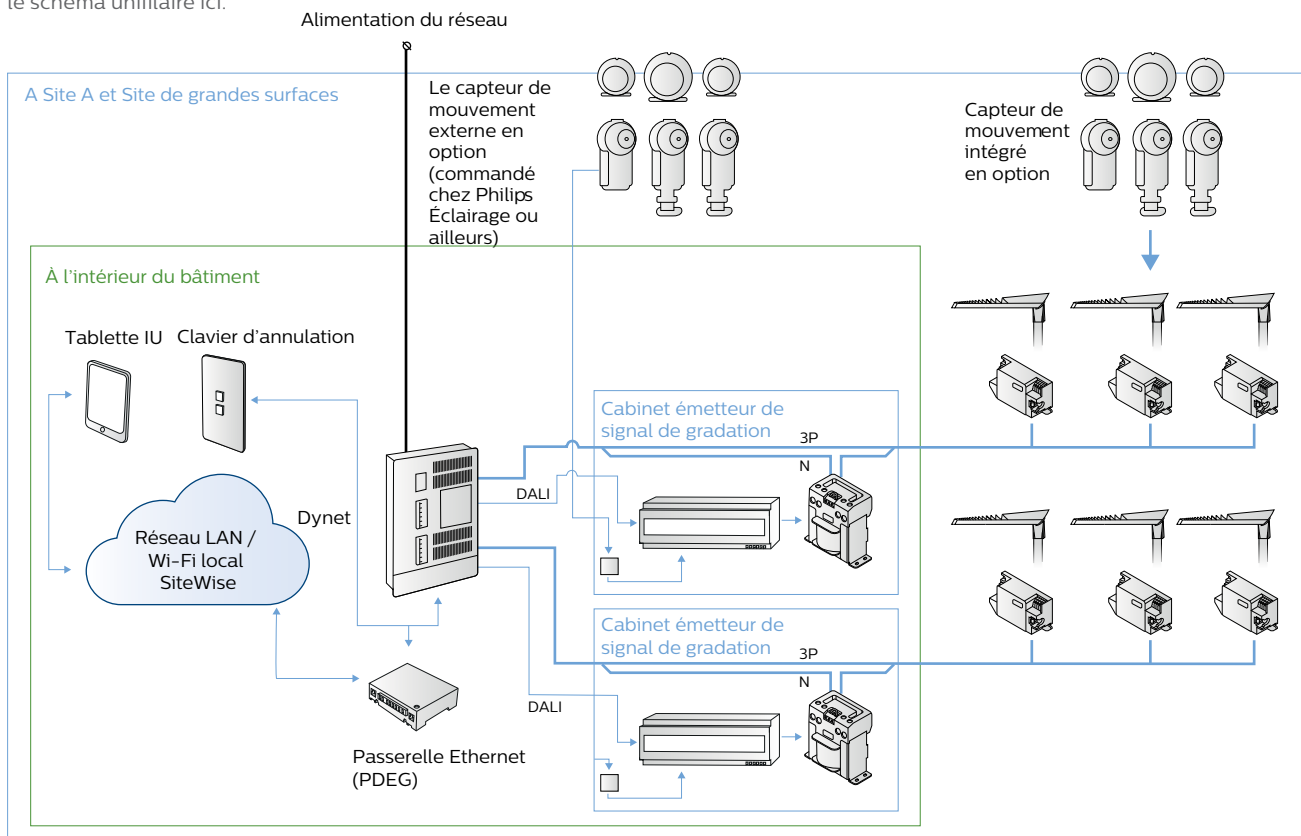 le schéma unifilaire ici.
Alimentation du réseau
A Site A et Site de grandes surfaces
Le capteur de
mouvement
externe en
option
(commandé
chez Philips
Éclairage ou
ailleurs)
Capteur de
mouvement
intégré
en option
À l'intérieur du bâtiment
Tablette IU
Clavier d'annulation
Cabinet émetteur de
signal de gradation
3P
N
DALI
Dynet
Réseau LAN /
Wi-Fi local
SiteWise
Cabinet émetteur de
signal de gradation
3P
N
DALI
Passerelle Ethernet
(PDEG)